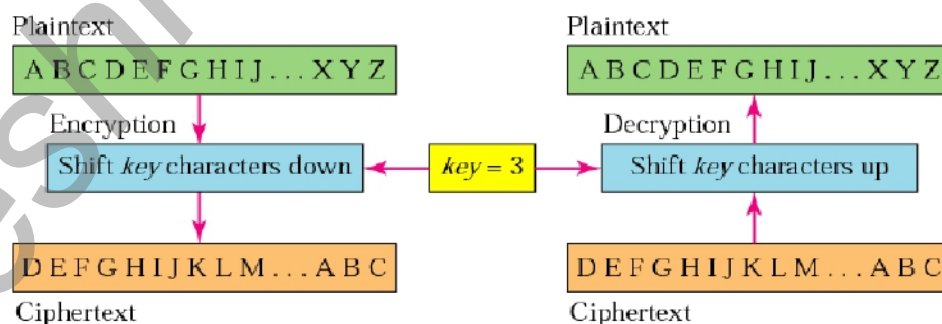 Plaintext
A B C D E F G H I J . . . X Y Z
Encryption
Shift key characters down
D E F G H I J K L M . . . A B C
Ciphertext
key = 3
Plaintext
A B C D E F G H I J . . . X Y Z
Decryption
Shift key characters up
D E F G H I J K L M . . . A B C
Ciphertext